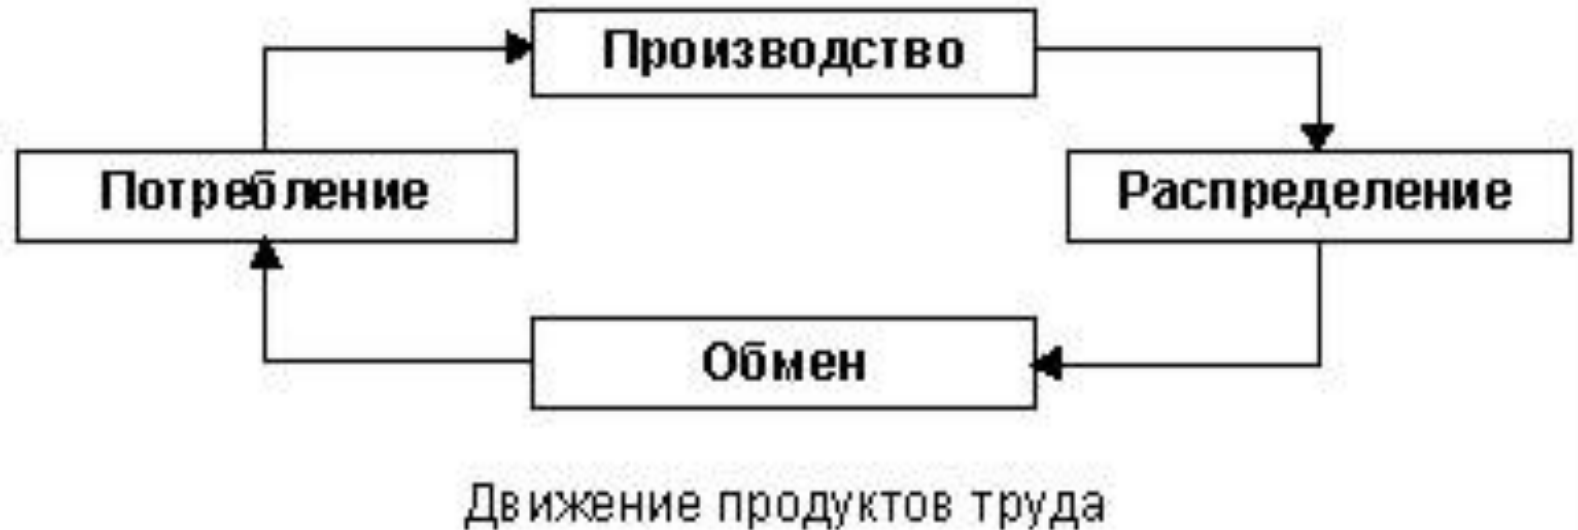 Производство
Потребление
Распределение
Обмен
Движение продуктов труда